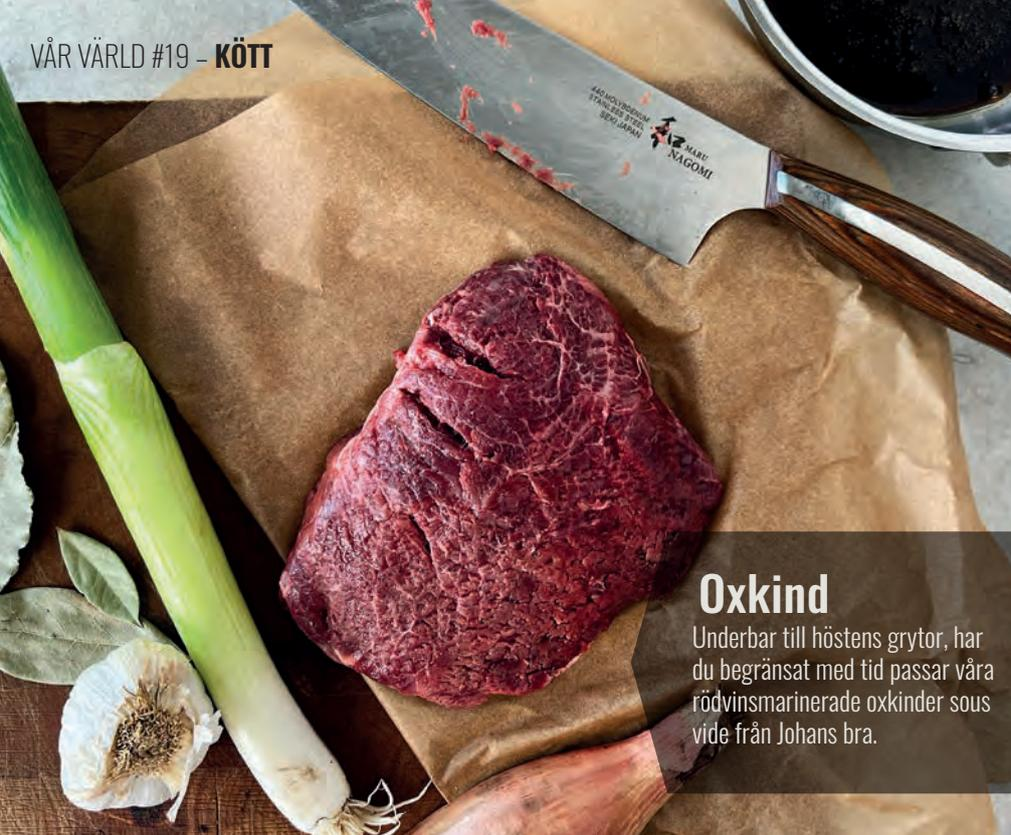 VÅR VÄRLD #19 – KÖTT
440 MOLYBDENUM
STAINLESS STEEL
SEKI JAPAN
MARU
NAGOMI
Oxkind
Underbar till höstens grytor, har
du begränsat med tid passar våra
rödvinsmarinerade oxkinder sous
vide från Johans bra.